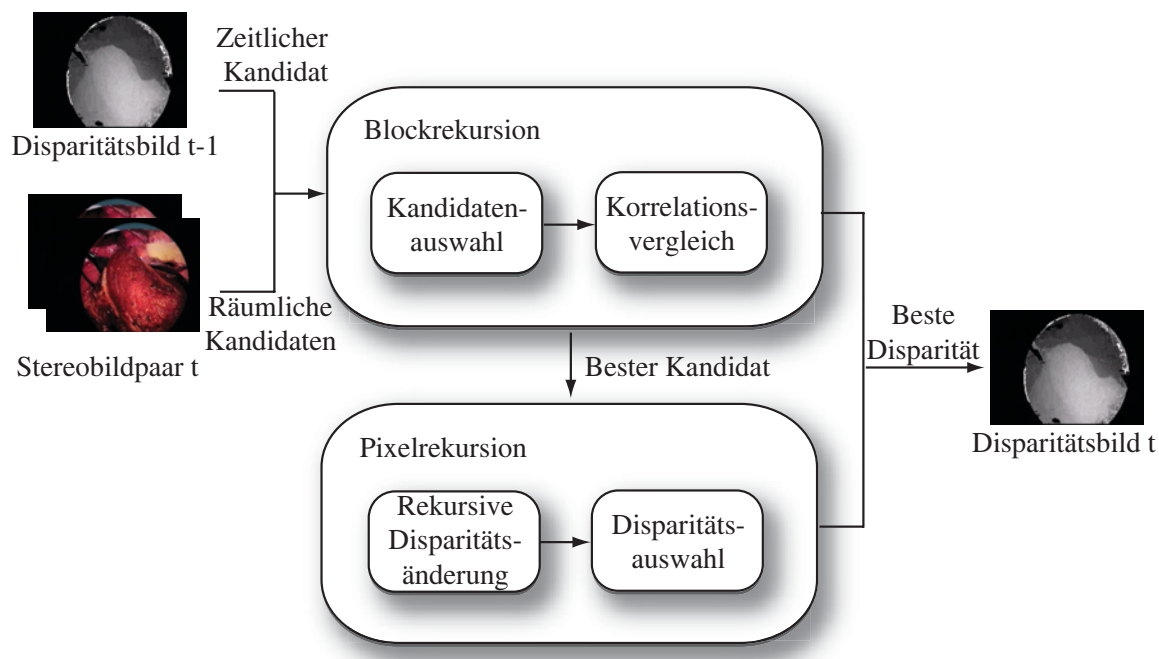 Zeitlicher
Kandidat
Disparitätsbild t-1
Räumliche
Kandidaten
Stereobildpaar t
Blockrekursion
Kandidaten-
auswahl
Korrelations-
vergleich
Bester Kandidat
Pixelrekursion
Rekursive
Disparitäts-
änderung
Disparitäts-
auswahl
Beste
Disparität
Disparitätsbild t